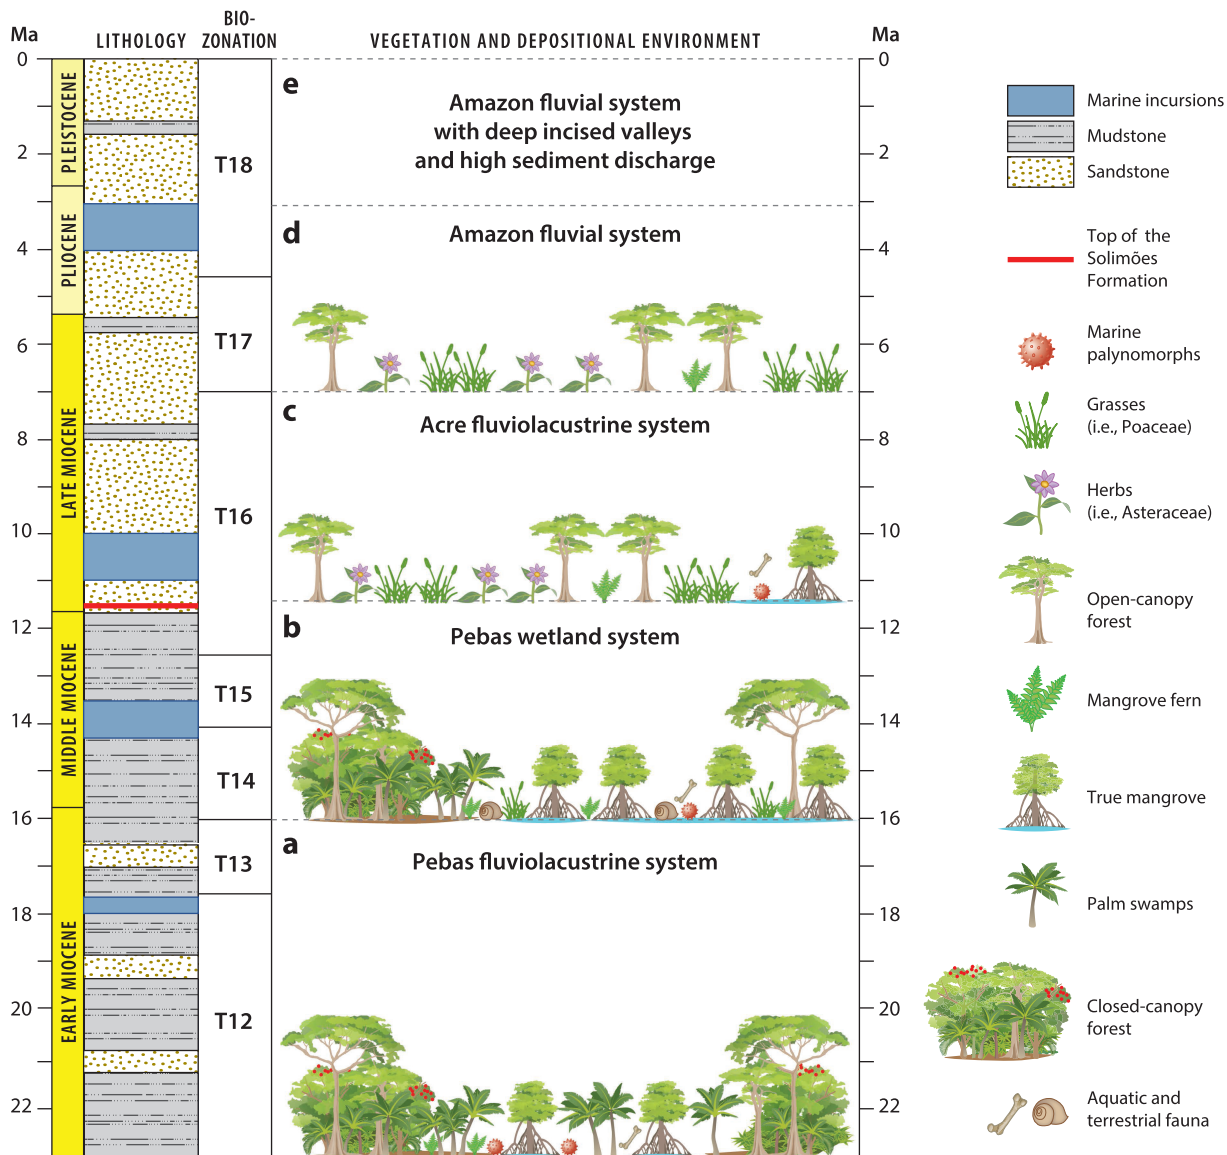 Ma
LITHOLOGY
BIO-
ZONATION
VEGETATION AND DEPOSITIONAL ENVIRONMENT
Ma
0
2
4
6
8
10
12
14
16
18
20
22
PLEISTOCENE
PLIOCENE
LATE MIOCENE
MIDDLE MIOCENE
EARLY MIOCENE
T18
T17
T16
T15
T14
T13
T12
e
Amazon fluvial system
with deep incised valleys
and high sediment discharge
d
Amazon fluvial system
c
Acre fluviolacustrine system
b
Pebas wetland system
a
Pebas fluviolacustrine system
0
2
4
6
8
10
12
14
16
18
20
22
Marine incursions
Mudstone
Sandstone
Top of the
Solimões
Formation
Marine
palynomorphs
Grasses
(i.e., Poaceae)
Herbs
(i.e., Asteraceae)
Open-canopy
forest
Mangrove fern
True mangrove
Palm swamps
Closed-canopy
forest
Aquatic and
terrestrial fauna